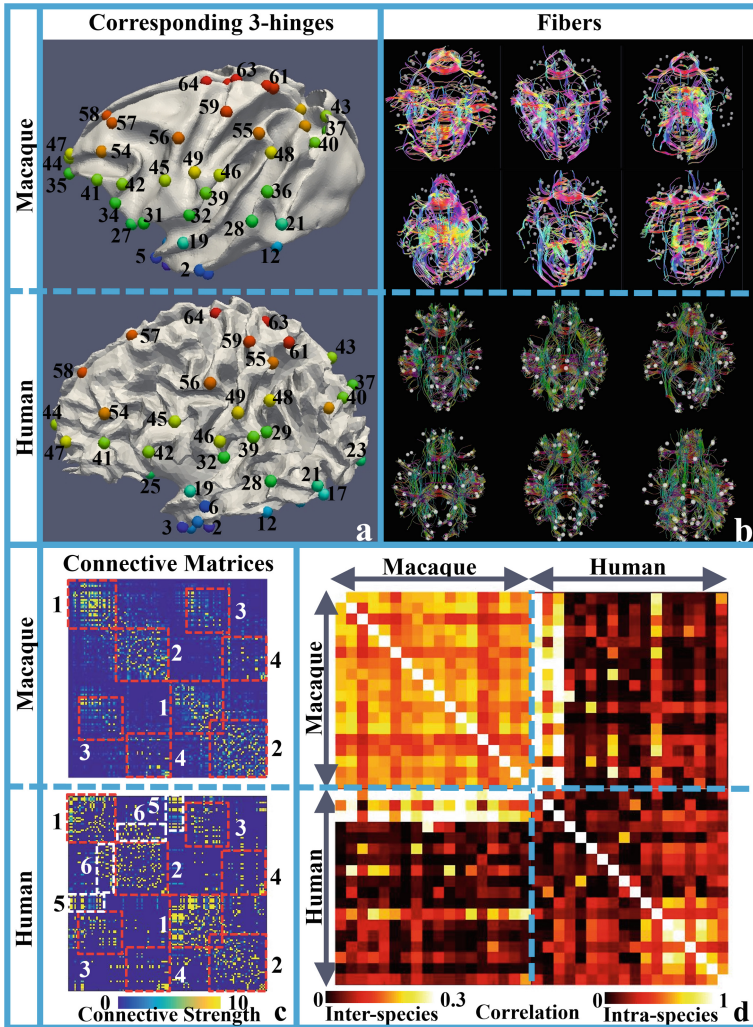 Corresponding 3-hinges
Fibers
Macaque
64 63 61
58 57 59 43
56 55 37
47 54 49 48 40
44 45 46
35 41 42 39 36
34 31 32
27 28 21
5 19 12
2
Human
64 63
57 59 61
55 43
58 56 37
54 49 48 40
44 45
47 41 42 46 39 29
32 23
25 19 28 21
6 17
3 2 12
a
b
Connective Matrices
Macaque
1 3
2 4
1
3 4 2
Human
1 6 5 3
6 2 4
5 1
3 4 2
0 10
Connective Strength
c
Macaque
Human
Macaque
Human
0 0.3
Inter-species
Correlation
0 1
Intra-species
d